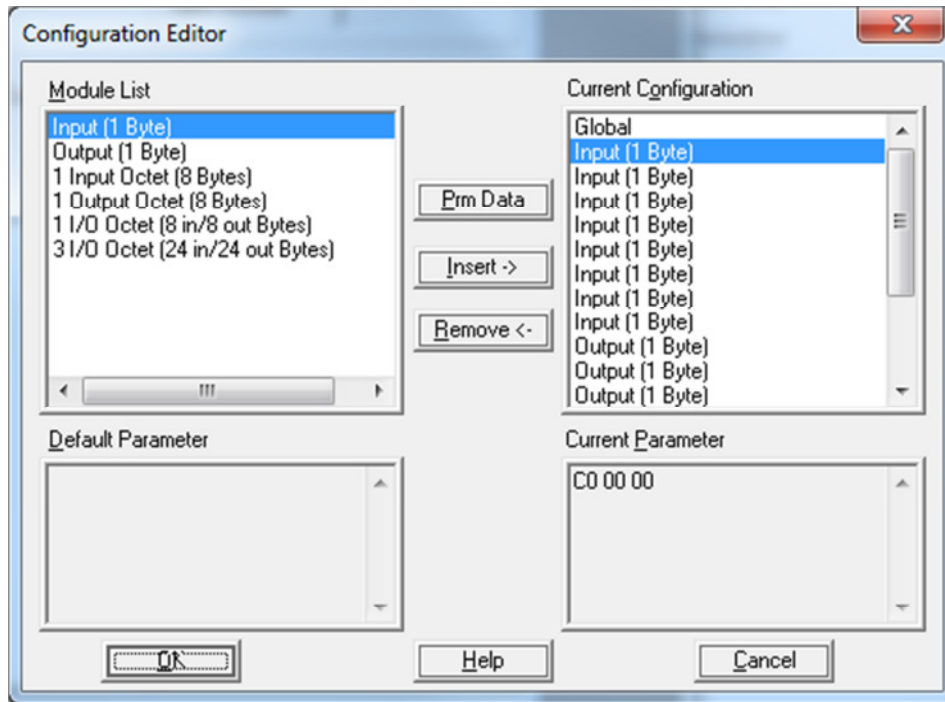 Configuration Editor
Module List
Input (1 Byte)
Output (1 Byte)
1 Input Octet (8 Bytes)
1 Output Octet (8 Bytes)
1 I/O Octet (8 in/8 out Bytes)
3 I/O Octet (24 in/24 out Bytes)
Prm Data
Insert ->
Remove <-
Current Configuration
Global
Input (1 Byte)
Input (1 Byte)
Input (1 Byte)
Input (1 Byte)
Input (1 Byte)
Input (1 Byte)
Input (1 Byte)
Input (1 Byte)
Output (1 Byte)
Output (1 Byte)
Output (1 Byte)
Default Parameter
Current Parameter
C0 00 00
OK
Help
Cancel